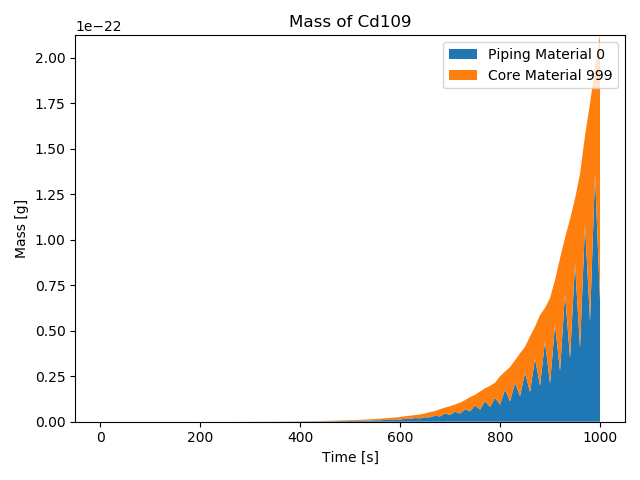 Mass of Cd109
1e−22
Piping Material 0
Core Material 999
2.00
1.75
1.50
1.25
1.00
0.75
0.50
0.25
0.00
Mass [g]
0 200 400 600 800 1000
Time [s]